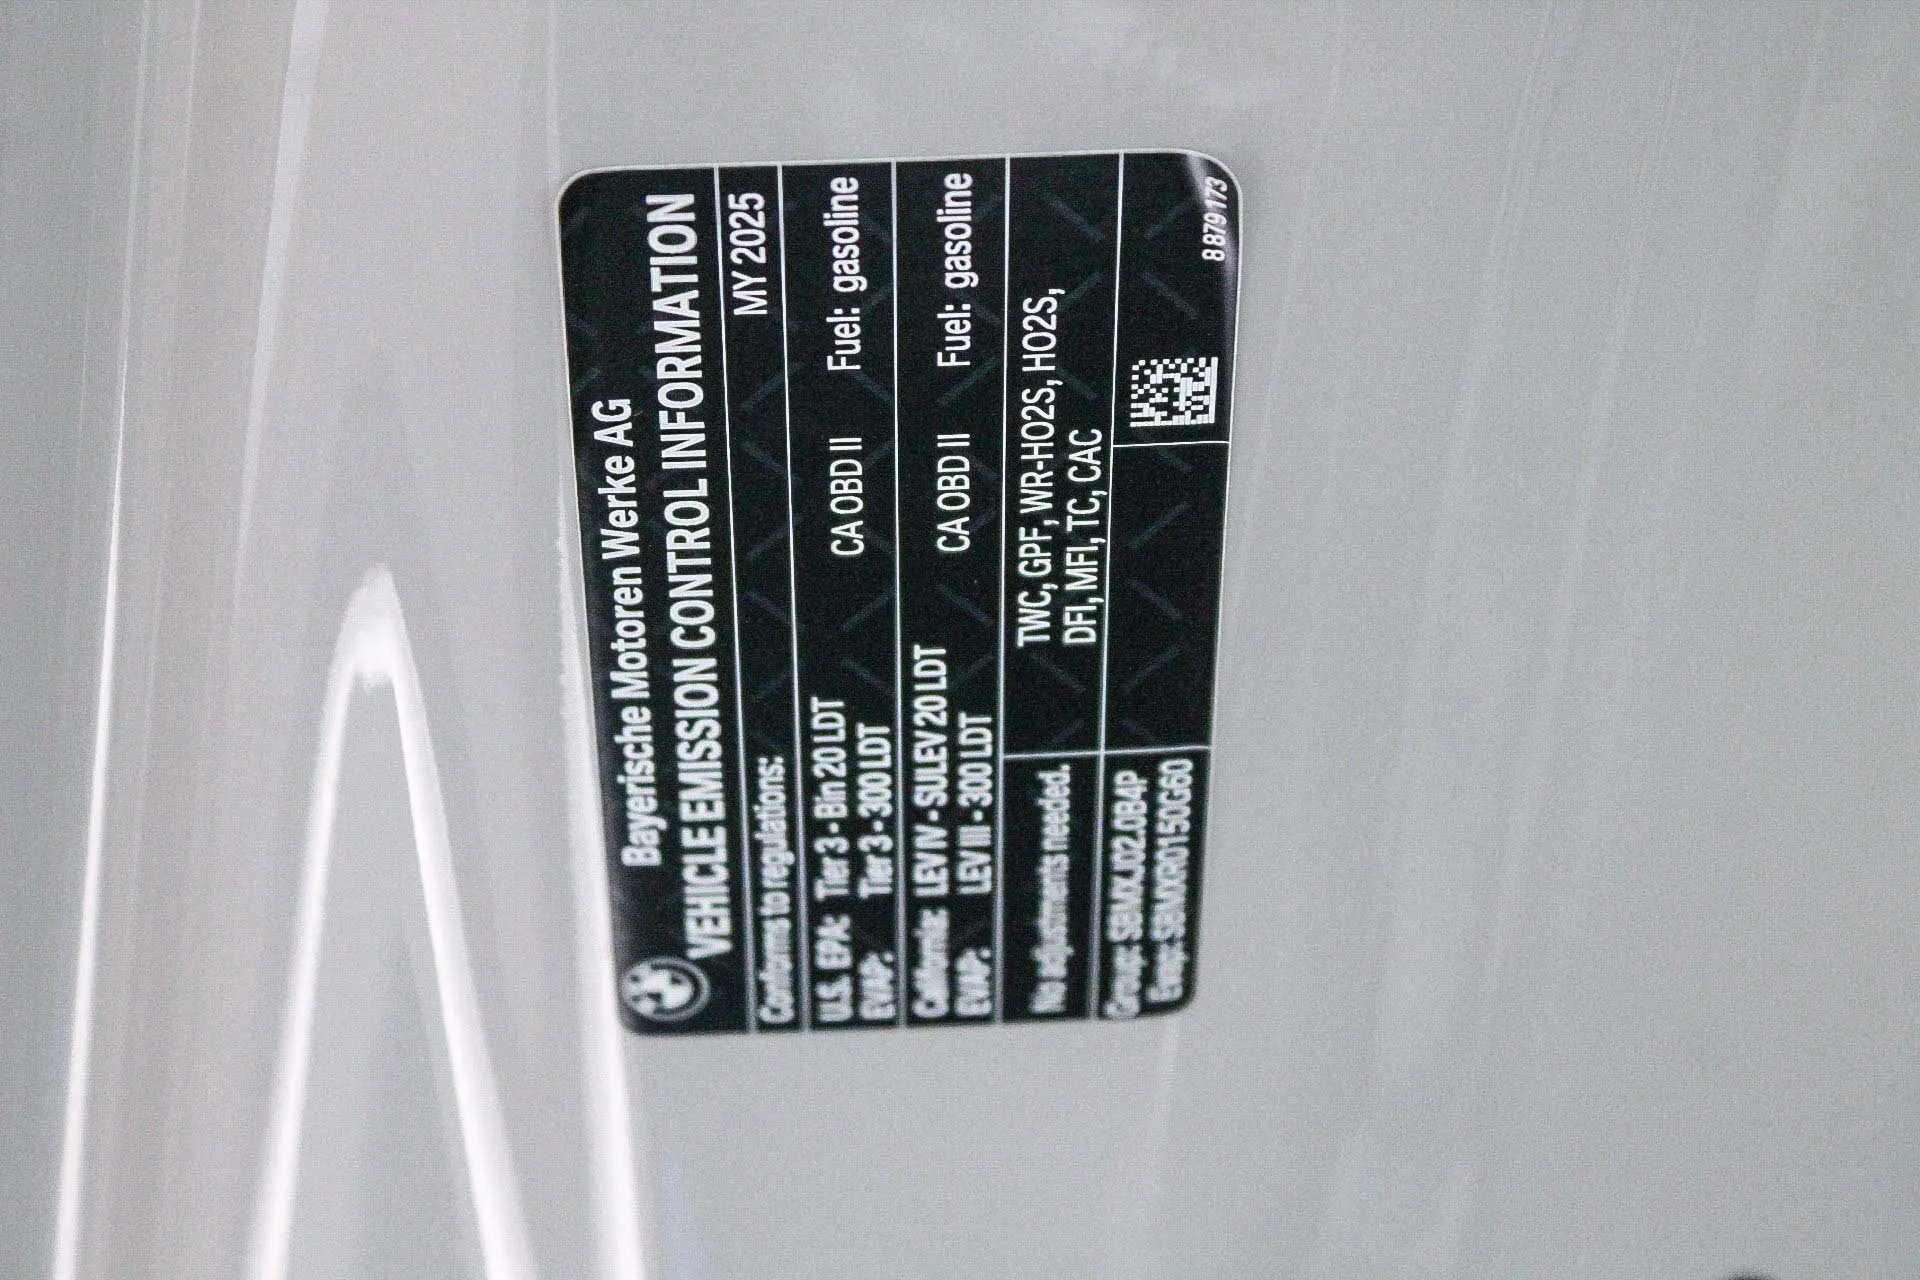 Bayerische Motoren Werke AG
VEHICLE EMISSION CONTROL INFORMATION
Conforms to regulations: MY 2025
U.S. EPA: Tier 3 - Bin 20 LDT CA OBD II Fuel: gasoline
EVAP: Tier 3 - 300 LDT
California: LEV IV - SULEV 20 LDT CA OBD II Fuel: gasoline
EVAP: LEV III - 300 LDT
No adjustments needed. TWC, GPF, WR-HO2S, HO2S,
DFI, MFI, TC, CAC
Group: SBMXJ02.0B4P
Evap: SBMXR0150G60
8 879 173